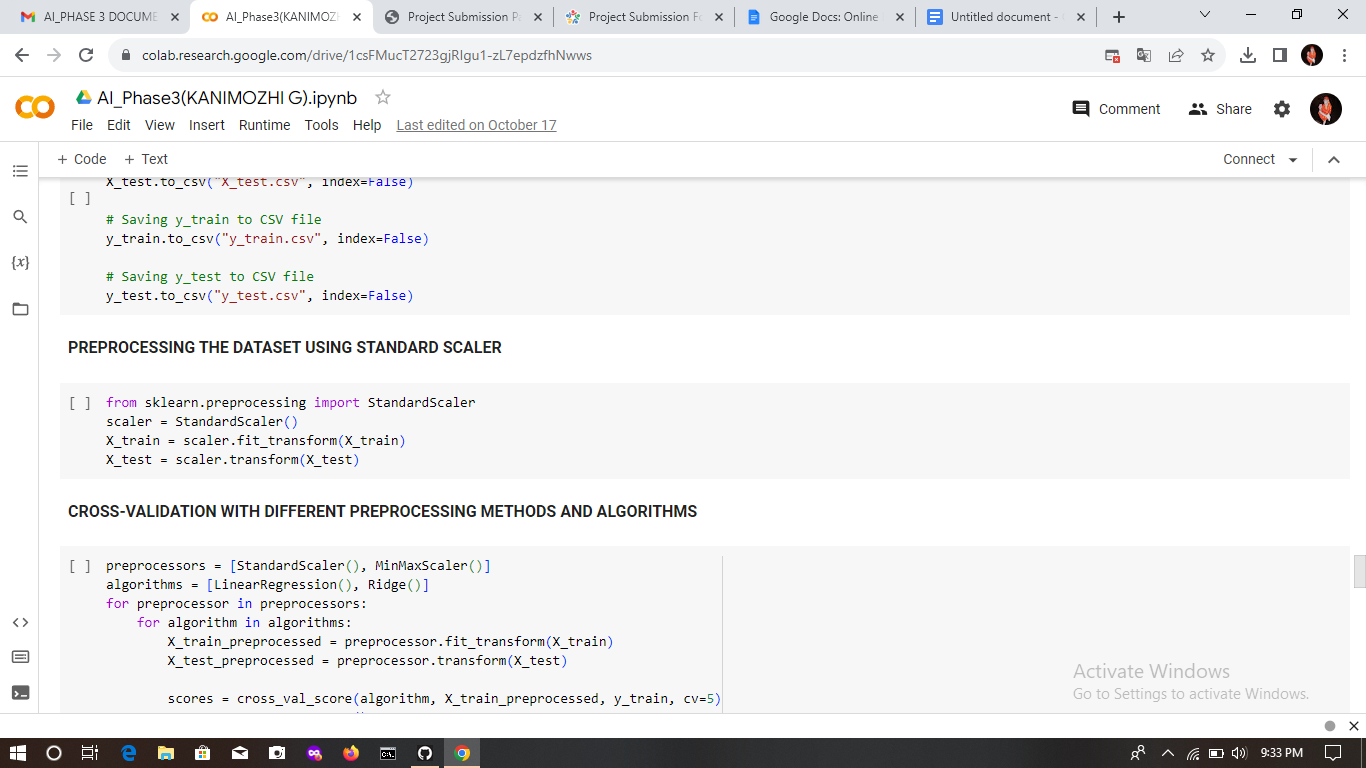 AI_PHASE 3 DOCUME
AI_Phase3(KANIMOZH
Project Submission Pa
Project Submission Fo
Google Docs: Online
Untitled document -
colab.research.google.com/drive/1csFMucT2723gjRIgu1-zL7epdzfhNwws
AI_Phase3(KANIMOZHI G).ipynb
File Edit View Insert Runtime Tools Help Last edited on October 17
Comment
Share
+ Code + Text
Connect
X_test.to_csv("X_test.csv", index=False)
[ ]
# Saving y_train to CSV file
y_train.to_csv("y_train.csv", index=False)
# Saving y_test to CSV file
y_test.to_csv("y_test.csv", index=False)
{x}
PREPROCESSING THE DATASET USING STANDARD SCALER
[ ] from sklearn.preprocessing import StandardScaler
scaler = StandardScaler()
X_train = scaler.fit_transform(X_train)
X_test = scaler.transform(X_test)
CROSS-VALIDATION WITH DIFFERENT PREPROCESSING METHODS AND ALGORITHMS
[ ] preprocessors = [StandardScaler(), MinMaxScaler()]
algorithms = [LinearRegression(), Ridge()]
for preprocessor in preprocessors:
for algorithm in algorithms:
X_train_preprocessed = preprocessor.fit_transform(X_train)
X_test_preprocessed = preprocessor.transform(X_test)
scores = cross_val_score(algorithm, X_train_preprocessed, y_train, cv=5)
Activate Windows
Go to Settings to activate Windows.
9:33 PM